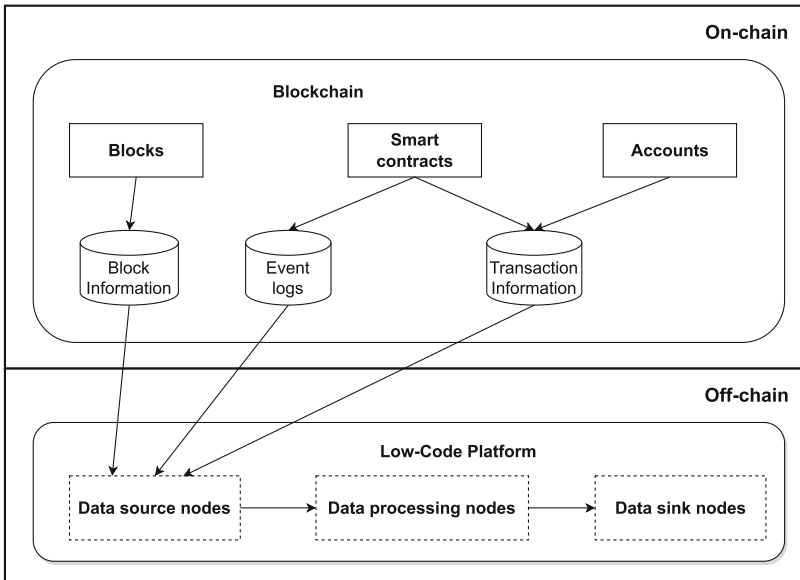 On-chain
Blockchain
Blocks
Smart
contracts
Accounts
Block
Information
Event
logs
Transaction
Information
Off-chain
Low-Code Platform
Data source nodes
Data processing nodes
Data sink nodes